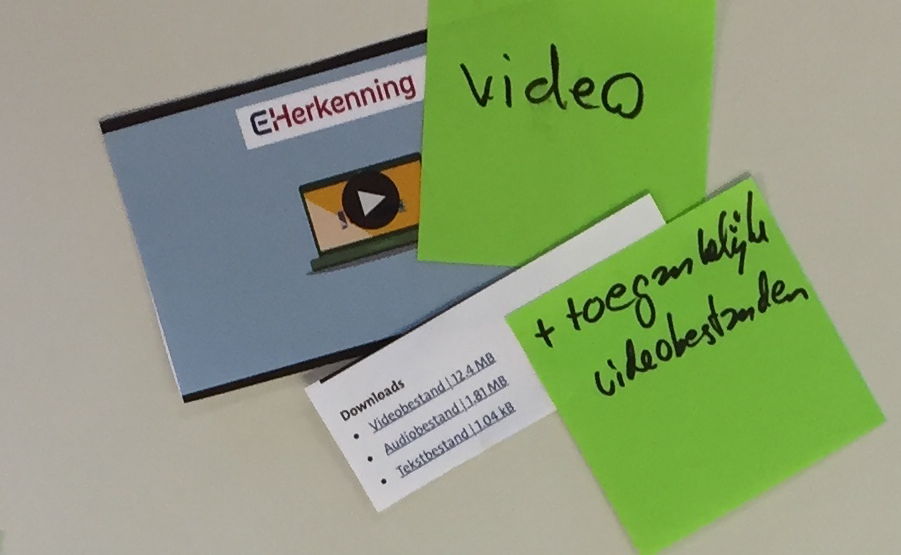 eHerkenning
video
+ toegankelijke
videobestanden
Downloads
• Videobestand | 12.4 MB
• Audiobestand | 1.81 MB
• Tekstbestand | 1.04 kB